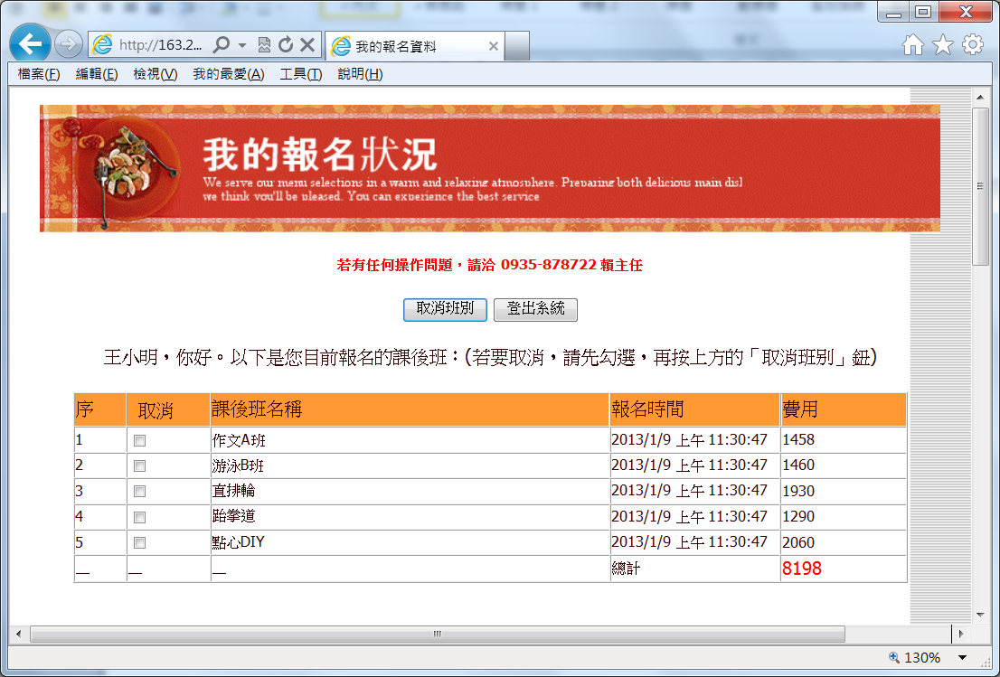 http://163.2...
我的報名資料
檔案(F) 編輯(E) 檢視(V) 我的最愛(A) 工具(T) 說明(H)
我的報名狀況
We serve our menu selections in a warm and relaxing atmosphere. Preparing both delicious main disl
we think you'll be pleased. You can experience the best service
若有任何操作問題，請洽 0935-878722 賴主任
取消班別 登出系統
王小明，你好。以下是您目前報名的課後班：(若要取消，請先勾選，再按上方的「取消班別」鈕)
序 取消 課後班名稱 報名時間 費用
1 作文A班 2013/1/9 上午 11:30:47 1458
2 游泳B班 2013/1/9 上午 11:30:47 1460
3 直排輪 2013/1/9 上午 11:30:47 1930
4 跆拳道 2013/1/9 上午 11:30:47 1290
5 點心DIY 2013/1/9 上午 11:30:47 2060
__ __ __ 總計 8198
130%